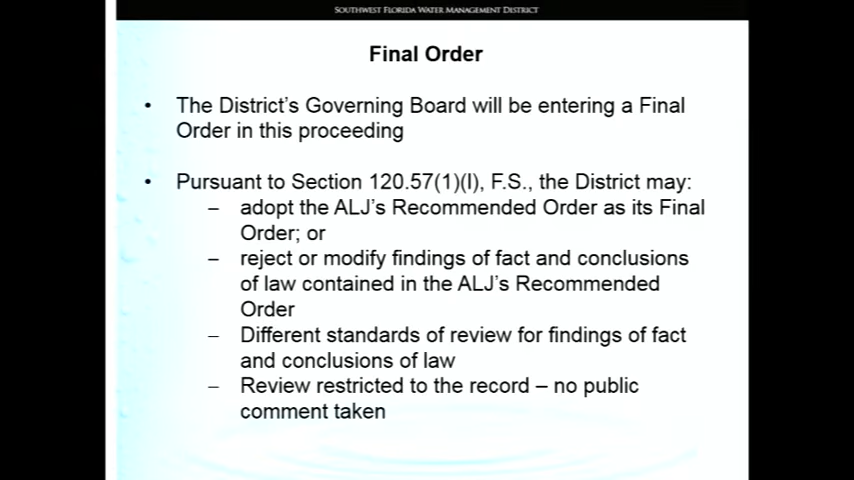 SOUTHWEST FLORIDA WATER MANAGEMENT DISTRICT
Final Order
• The District's Governing Board will be entering a Final
Order in this proceeding
• Pursuant to Section 120.57(1)(l), F.S., the District may:
– adopt the ALJ's Recommended Order as its Final
Order; or
– reject or modify findings of fact and conclusions
of law contained in the ALJ's Recommended
Order
– Different standards of review for findings of fact
and conclusions of law
– Review restricted to the record – no public
comment taken